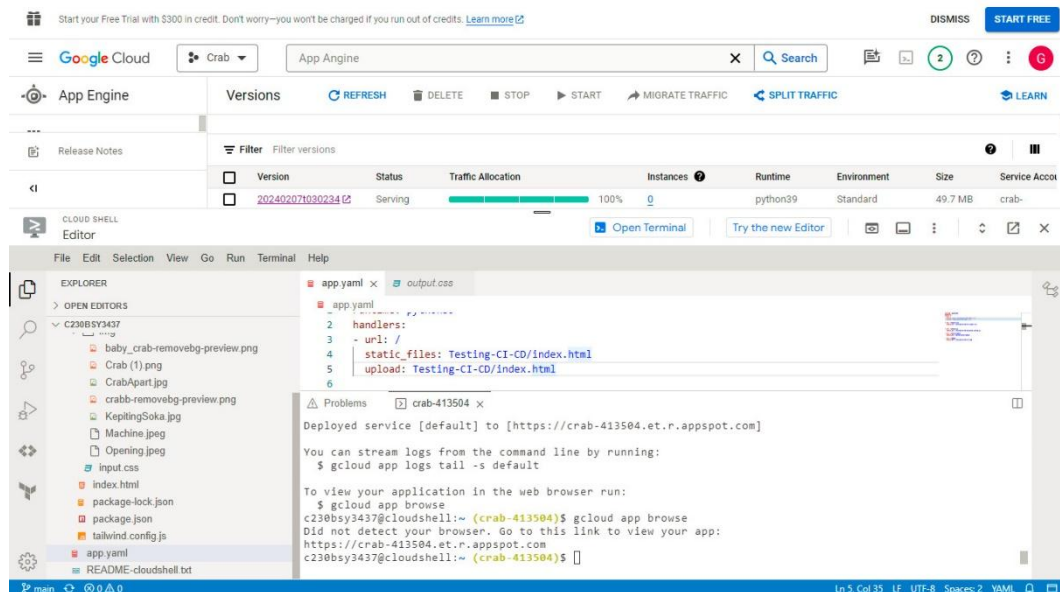 Start your Free Trial with $300 in credit. Don't worry—you won't be charged if you run out of credits. Learn more
DISMISS
START FREE
Google Cloud
Crab
App Angine
Search
2
G
App Engine
Versions
REFRESH
DELETE
STOP
START
MIGRATE TRAFFIC
SPLIT TRAFFIC
LEARN
Release Notes
Filter Filter versions
Version Status Traffic Allocation Instances Runtime Environment Size Service Accou
20240207t030234 Serving 100% 0 python39 Standard 49.7 MB crab-
CLOUD SHELL
Editor
Open Terminal
Try the new Editor
File Edit Selection View Go Run Terminal Help
EXPLORER
OPEN EDITORS
C230BSY3437
img
baby_crab-removebg-preview.png
Crab (1).png
CrabApart.jpg
crabb-removebg-preview.png
KepitingSoka.jpg
Machine.jpeg
Opening.jpeg
input.css
index.html
package-lock.json
package.json
tailwind.config.js
app.yaml
README-cloudshell.txt
app.yaml output.css
app.yaml
2 handlers:
3 - url: /
4 static_files: Testing-CI-CD/index.html
5 upload: Testing-CI-CD/index.html
6
Problems crab-413504
Deployed service [default] to [https://crab-413504.et.r.appspot.com]
You can stream logs from the command line by running:
$ gcloud app logs tail -s default
To view your application in the web browser run:
$ gcloud app browse
c230bsy3437@cloudshell:~ (crab-413504)$ gcloud app browse
Did not detect your browser. Go to this link to view your app:
https://crab-413504.et.r.appspot.com
c230bsy3437@cloudshell:~ (crab-413504)$
main 0 0 Ln 5, Col 35 LF UTF-8 Spaces: 2 YAML